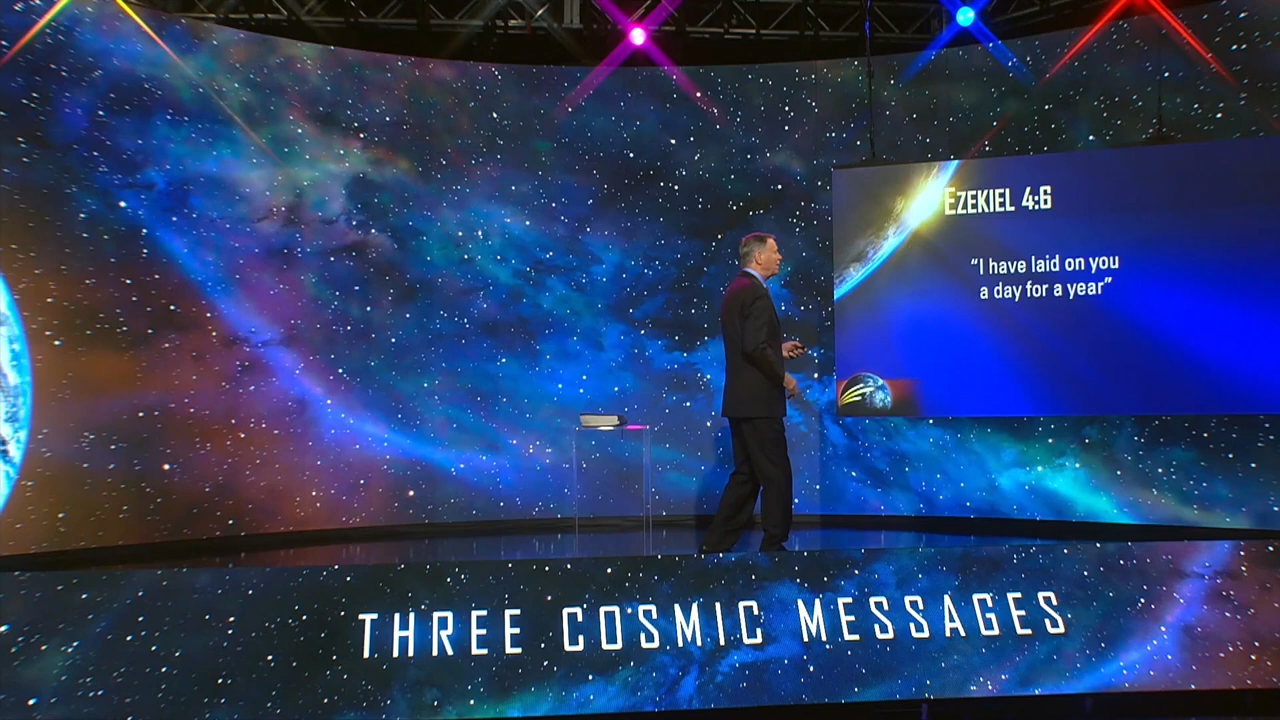 EZEKIEL 4:6
“I have laid on you
a day for a year”
THREE COSMIC MESSAGES